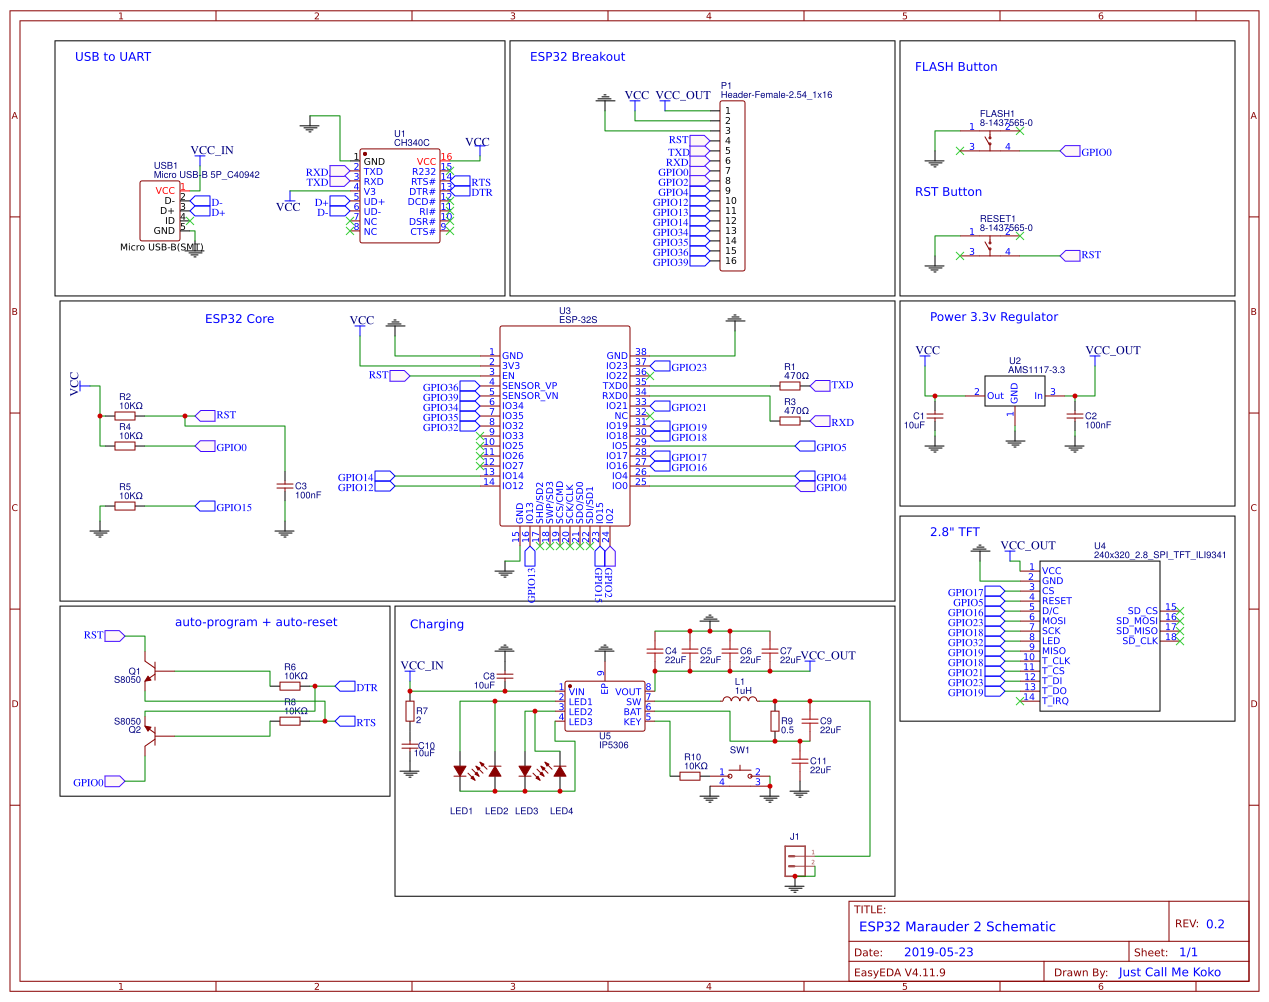 1 2 3 4 5 6
A
B
C
D
USB to UART
VCC_IN
USB1
Micro USB-B 5P_C40942
VCC 1
D- 2 D-
D+ 3 D+
ID 4
GND 5
Micro USB-B(SMT)
U1
CH340C
VCC
1 GND VCC 16
RXD 2 TXD R232 15
TXD 3 RXD RTS# 14 RTS
4 V3 DTR# 13 DTR
VCC
D+ 5 UD+ DCD# 12
D- 6 UD- RI# 11
7 NC DSR# 10
8 NC CTS# 9
ESP32 Breakout
P1
Header-Female-2.54_1x16
VCC VCC_OUT
1
2
3
RST 4
TXD 5
RXD 6
GPIO0 7
GPIO2 8
GPIO4 9
GPIO12 10
GPIO13 11
GPIO14 12
GPIO34 13
GPIO35 14
GPIO36 15
GPIO39 16
FLASH Button
FLASH1
8-1437565-0
1 2
3 4 GPIO0
RST Button
RESET1
8-1437565-0
1 2
3 4 RST
ESP32 Core
VCC
R2
10KΩ
RST
R4
10KΩ
GPIO0
R5
10KΩ
GPIO15
C3
100nF
VCC
U3
ESP-32S
1 GND GND 38
2 3V3 IO23 37 GPIO23
RST 3 EN IO22 36
GPIO36 4 SENSOR_VP TXD0 35
GPIO39 5 SENSOR_VN RXD0 34
GPIO34 6 IO34 IO21 33 GPIO21
GPIO35 7 IO35 NC 32
GPIO32 8 IO32 IO19 31 GPIO19
9 IO33 IO18 30 GPIO18
10 IO25 IO5 29 GPIO5
11 IO26 IO17 28 GPIO17
12 IO27 IO16 27 GPIO16
GPIO14 13 IO14 IO4 26 GPIO4
GPIO12 14 IO12 IO0 25 GPIO0
GND IO13 SHD/SD2 SWP/SD3 SCS/CMD SCK/CLK SDO/SD0 SDI/SD1 IO15 IO2
15 16 17 18 19 20 21 22 23 24
GPIO13 GPIO15 GPIO2
R1
470Ω
TXD
R3
470Ω
RXD
Power 3.3v Regulator
VCC VCC_OUT
U2
AMS1117-3.3
2 Out GND In 3
1
C1
10uF
C2
100nF
2.8" TFT
VCC_OUT
U4
240x320_2.8_SPI_TFT_ILI9341
1 VCC
2 GND
GPIO17 3 CS
GPIO5 4 RESET
GPIO16 5 D/C SD_CS 15
GPIO23 6 MOSI SD_MOSI 16
GPIO18 7 SCK SD_MISO 17
GPIO32 8 LED SD_CLK 18
GPIO19 9 MISO
GPIO18 10 T_CLK
GPIO21 11 T_CS
GPIO23 12 T_DI
GPIO19 13 T_DO
14 T_IRQ
auto-program + auto-reset
RST
Q1
S8050
R6
10KΩ
DTR
S8050
Q2
R8
10KΩ
RTS
GPIO0
Charging
VCC_IN
R7
2
C10
10uF
C8
10uF
9
EP
1 VIN VOUT 8
2 LED1 SW 7
3 LED2 BAT 6
4 LED3 KEY 5
U5
IP5306
C4
22uF
C5
22uF
C6
22uF
C7
22uF
VCC_OUT
L1
1uH
R9
0.5
C9
22uF
C11
22uF
R10
10KΩ
SW1
1 2
4 3
LED1 LED2 LED3 LED4
J1
1
2
TITLE:
ESP32 Marauder 2 Schematic
REV: 0.2
Date: 2019-05-23
Sheet: 1/1
EasyEDA V4.11.9
Drawn By: Just Call Me Koko
A
B
C
D
1 2 3 4 5 6